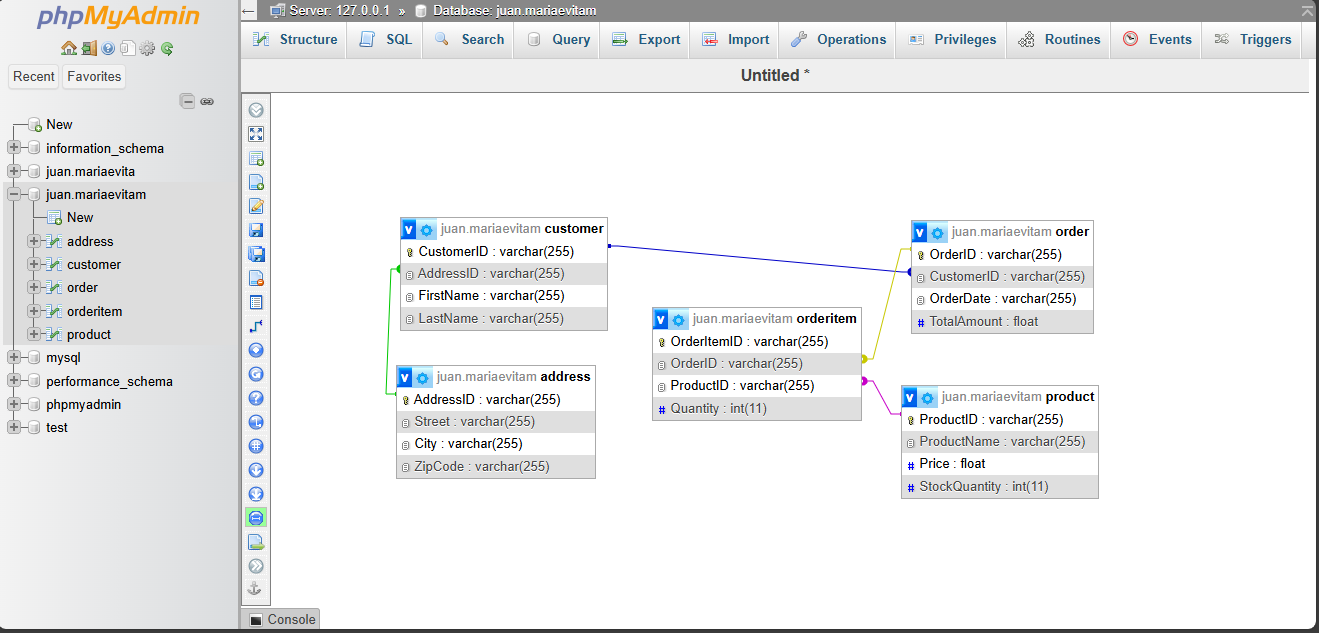 phpMyAdmin
Recent Favorites
New
information_schema
juan.mariaevita
juan.mariaevitam
New
address
customer
order
orderitem
product
mysql
performance_schema
phpmyadmin
test
Server: 127.0.0.1 » Database: juan.mariaevitam
Structure SQL Search Query Export Import Operations Privileges Routines Events Triggers
Untitled *
juan.mariaevitam customer
CustomerID : varchar(255)
AddressID : varchar(255)
FirstName : varchar(255)
LastName : varchar(255)
juan.mariaevitam address
AddressID : varchar(255)
Street : varchar(255)
City : varchar(255)
ZipCode : varchar(255)
juan.mariaevitam orderitem
OrderItemID : varchar(255)
OrderID : varchar(255)
ProductID : varchar(255)
# Quantity : int(11)
juan.mariaevitam order
OrderID : varchar(255)
CustomerID : varchar(255)
OrderDate : varchar(255)
# TotalAmount : float
juan.mariaevitam product
ProductID : varchar(255)
ProductName : varchar(255)
# Price : float
# StockQuantity : int(11)
Console